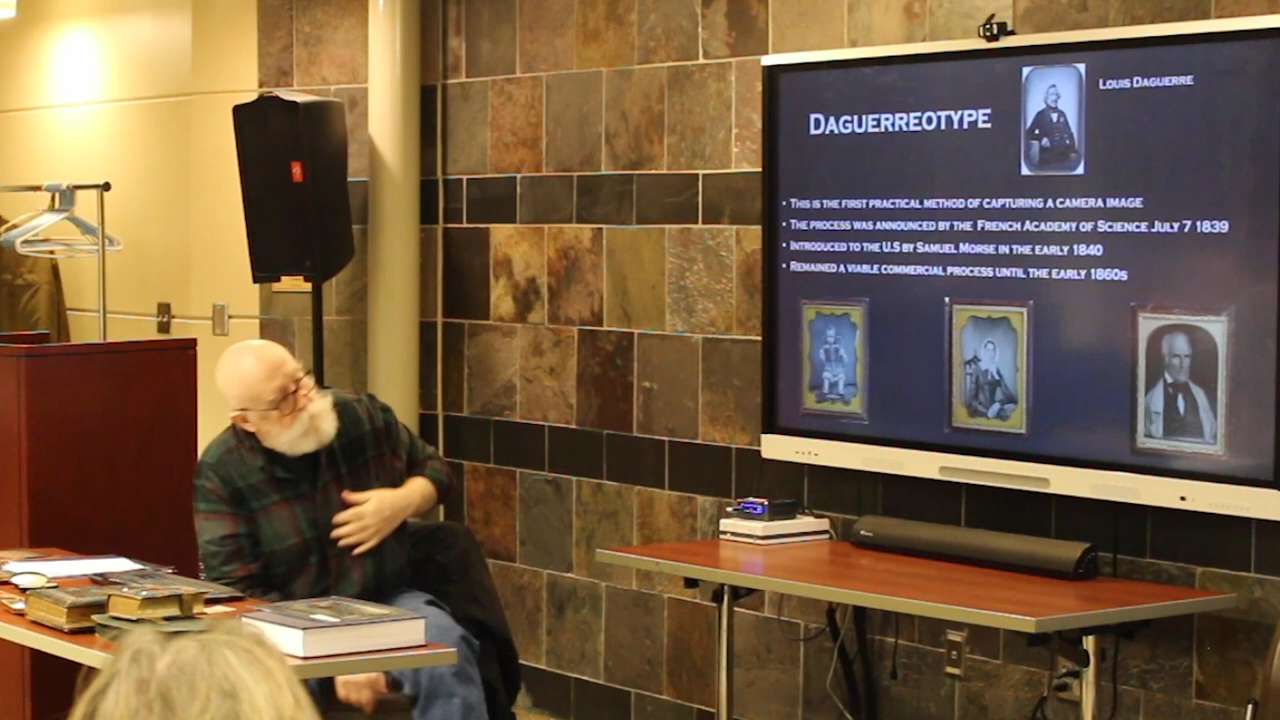 Louis Daguerre
Daguerreotype
• This is the first practical method of capturing a camera image
• The process was announced by the French Academy of Science July 7 1839
• Introduced to the U.S by Samuel Morse in the early 1840
• Remained a viable commercial process until the early 1860s